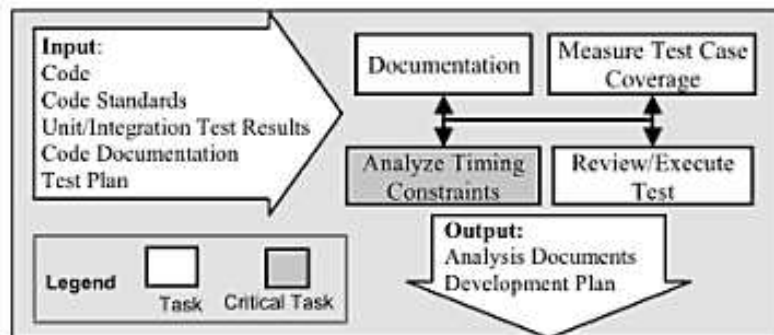 Input:
Code
Code Standards
Unit/Integration Test Results
Code Documentation
Test Plan
Documentation
Measure Test Case
Coverage
Analyze Timing
Constraints
Review/Execute
Test
Output:
Analysis Documents
Development Plan
Legend
Task
Critical Task